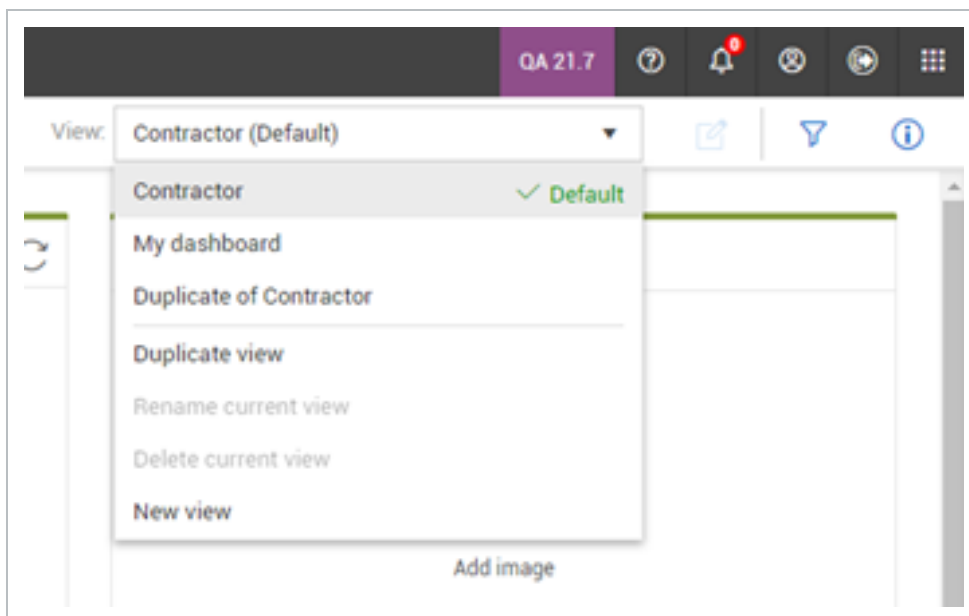 QA 21.7
0
View: Contractor (Default)
Contractor Default
My dashboard
Duplicate of Contractor
Duplicate view
Rename current view
Delete current view
New view
Add image